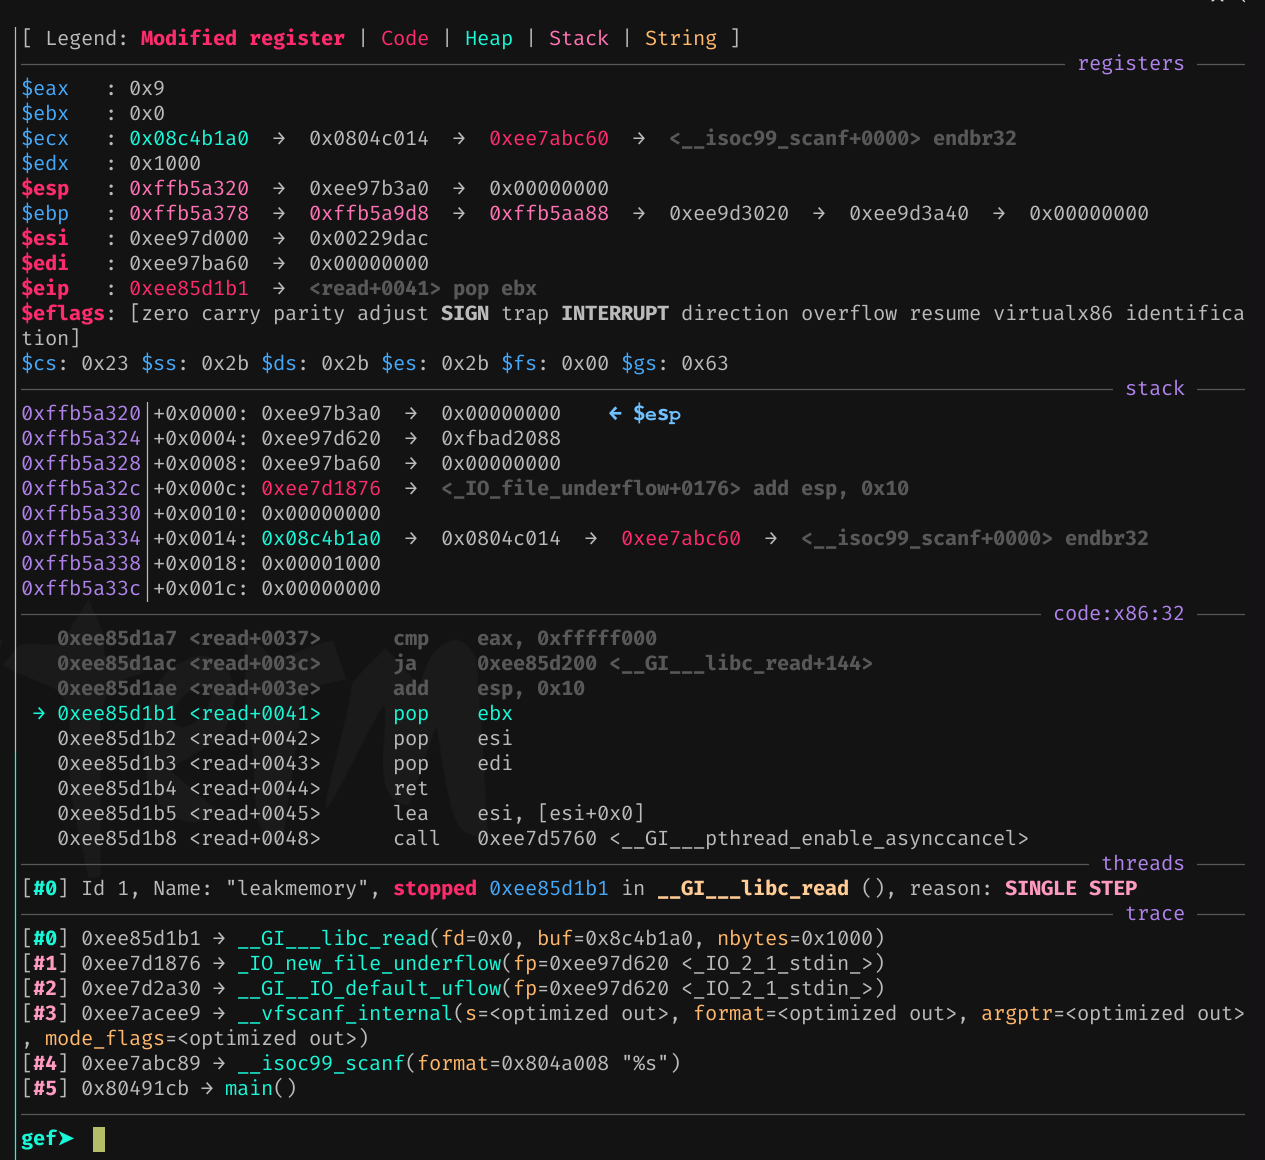 [ Legend: Modified register | Code | Heap | Stack | String ]
registers
$eax   : 0x9
$ebx   : 0x0
$ecx   : 0x08c4b1a0  →  0x0804c014  →  0xee7abc60  →  <__isoc99_scanf+0000> endbr32
$edx   : 0x1000
$esp   : 0xffb5a320  →  0xee97b3a0  →  0x00000000
$ebp   : 0xffb5a378  →  0xffb5a9d8  →  0xffb5aa88  →  0xee9d3020  →  0xee9d3a40  →  0x00000000
$esi   : 0xee97d000  →  0x00229dac
$edi   : 0xee97ba60  →  0x00000000
$eip   : 0xee85d1b1  →  <read+0041> pop ebx
$eflags: [zero carry parity adjust SIGN trap INTERRUPT direction overflow resume virtualx86 identifica
tion]
$cs: 0x23 $ss: 0x2b $ds: 0x2b $es: 0x2b $fs: 0x00 $gs: 0x63
stack
0xffb5a320│+0x0000: 0xee97b3a0  →  0x00000000    ← $esp
0xffb5a324│+0x0004: 0xee97d620  →  0xfbad2088
0xffb5a328│+0x0008: 0xee97ba60  →  0x00000000
0xffb5a32c│+0x000c: 0xee7d1876  →  <_IO_file_underflow+0176> add esp, 0x10
0xffb5a330│+0x0010: 0x00000000
0xffb5a334│+0x0014: 0x08c4b1a0  →  0x0804c014  →  0xee7abc60  →  <__isoc99_scanf+0000> endbr32
0xffb5a338│+0x0018: 0x00001000
0xffb5a33c│+0x001c: 0x00000000
code:x86:32
0xee85d1a7 <read+0037>      cmp    eax, 0xfffff000
0xee85d1ac <read+003c>      ja     0xee85d200 <__GI___libc_read+144>
0xee85d1ae <read+003e>      add    esp, 0x10
→ 0xee85d1b1 <read+0041>      pop    ebx
0xee85d1b2 <read+0042>      pop    esi
0xee85d1b3 <read+0043>      pop    edi
0xee85d1b4 <read+0044>      ret
0xee85d1b5 <read+0045>      lea    esi, [esi+0x0]
0xee85d1b8 <read+0048>      call   0xee7d5760 <__GI___pthread_enable_asynccancel>
threads
[#0] Id 1, Name: "leakmemory", stopped 0xee85d1b1 in __GI___libc_read (), reason: SINGLE STEP
trace
[#0] 0xee85d1b1 → __GI___libc_read(fd=0x0, buf=0x8c4b1a0, nbytes=0x1000)
[#1] 0xee7d1876 → _IO_new_file_underflow(fp=0xee97d620 <_IO_2_1_stdin_>)
[#2] 0xee7d2a30 → __GI__IO_default_uflow(fp=0xee97d620 <_IO_2_1_stdin_>)
[#3] 0xee7acee9 → __vfscanf_internal(s=<optimized out>, format=<optimized out>, argptr=<optimized out>
, mode_flags=<optimized out>)
[#4] 0xee7abc89 → __isoc99_scanf(format=0x804a008 "%s")
[#5] 0x80491cb → main()
gef➤